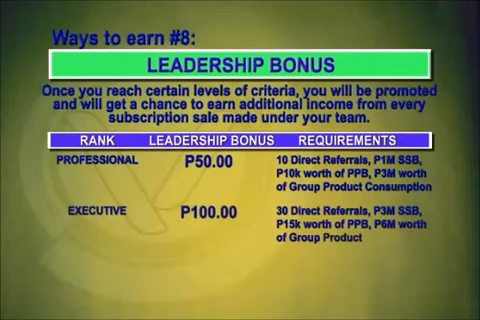 Ways to earn #8:
LEADERSHIP BONUS
Once you reach certain levels of criteria, you will be promoted
and will get a chance to earn additional income from every
subscription sale made under your team.
RANK LEADERSHIP BONUS REQUIREMENTS
PROFESSIONAL P50.00 10 Direct Referrals, P1M SSB,
P10k worth of PPB, P3M worth
of Group Product Consumption
EXECUTIVE P100.00 30 Direct Referrals, P3M SSB,
P15k worth of PPB, P6M worth
of Group Product